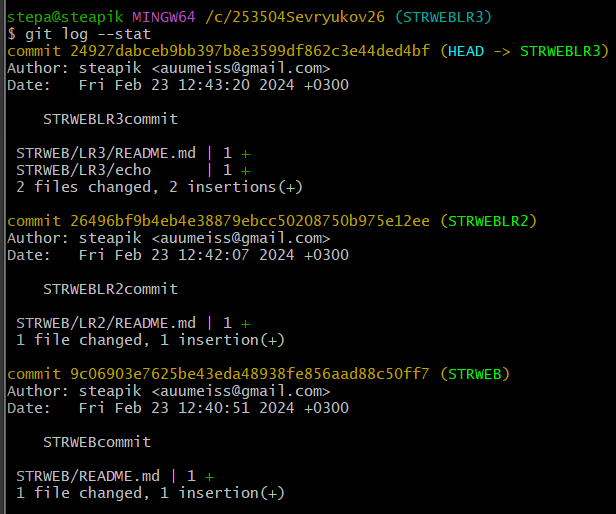 stepa@steapik MINGW64 /c/253504Sevryukov26 (STRWEBLR3)
$ git log --stat
commit 24927dabceb9bb397b8e3599df862c3e44ded4bf (HEAD -> STRWEBLR3)
Author: steapik <auumeiss@gmail.com>
Date:   Fri Feb 23 12:43:20 2024 +0300

    STRWEBLR3commit

 STRWEB/LR3/README.md | 1 +
 STRWEB/LR3/echo      | 1 +
 2 files changed, 2 insertions(+)

commit 26496bf9b4eb4e38879ebcc50208750b975e12ee (STRWEBLR2)
Author: steapik <auumeiss@gmail.com>
Date:   Fri Feb 23 12:42:07 2024 +0300

    STRWEBLR2commit

 STRWEB/LR2/README.md | 1 +
 1 file changed, 1 insertion(+)

commit 9c06903e7625be43eda48938fe856aad88c50ff7 (STRWEB)
Author: steapik <auumeiss@gmail.com>
Date:   Fri Feb 23 12:40:51 2024 +0300

    STRWEBcommit

 STRWEB/README.md | 1 +
 1 file changed, 1 insertion(+)